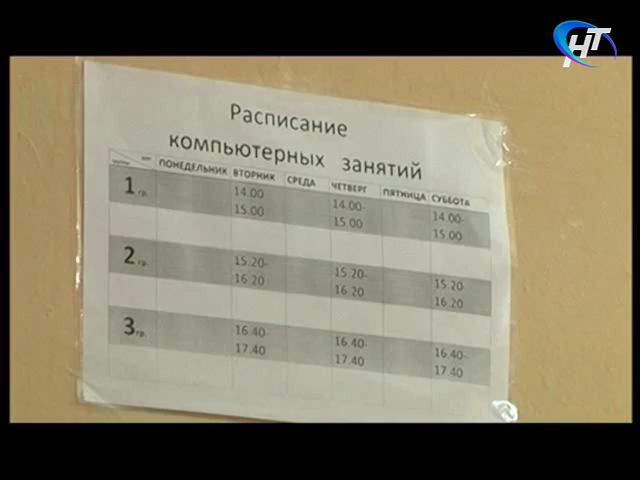 НТ
Расписание
компьютерных занятий
группы дни ПОНЕДЕЛЬНИК ВТОРНИК СРЕДА ЧЕТВЕРГ ПЯТНИЦА СУББОТА
1 гр. 14.00 14.00- 14.00-
15.00 15.00 15.00
2 гр. 15.20- 15.20- 15.20
16.20 16.20 16.20
3 гр. 16.40- 16.40- 16.40-
17.40 17.40 17.40